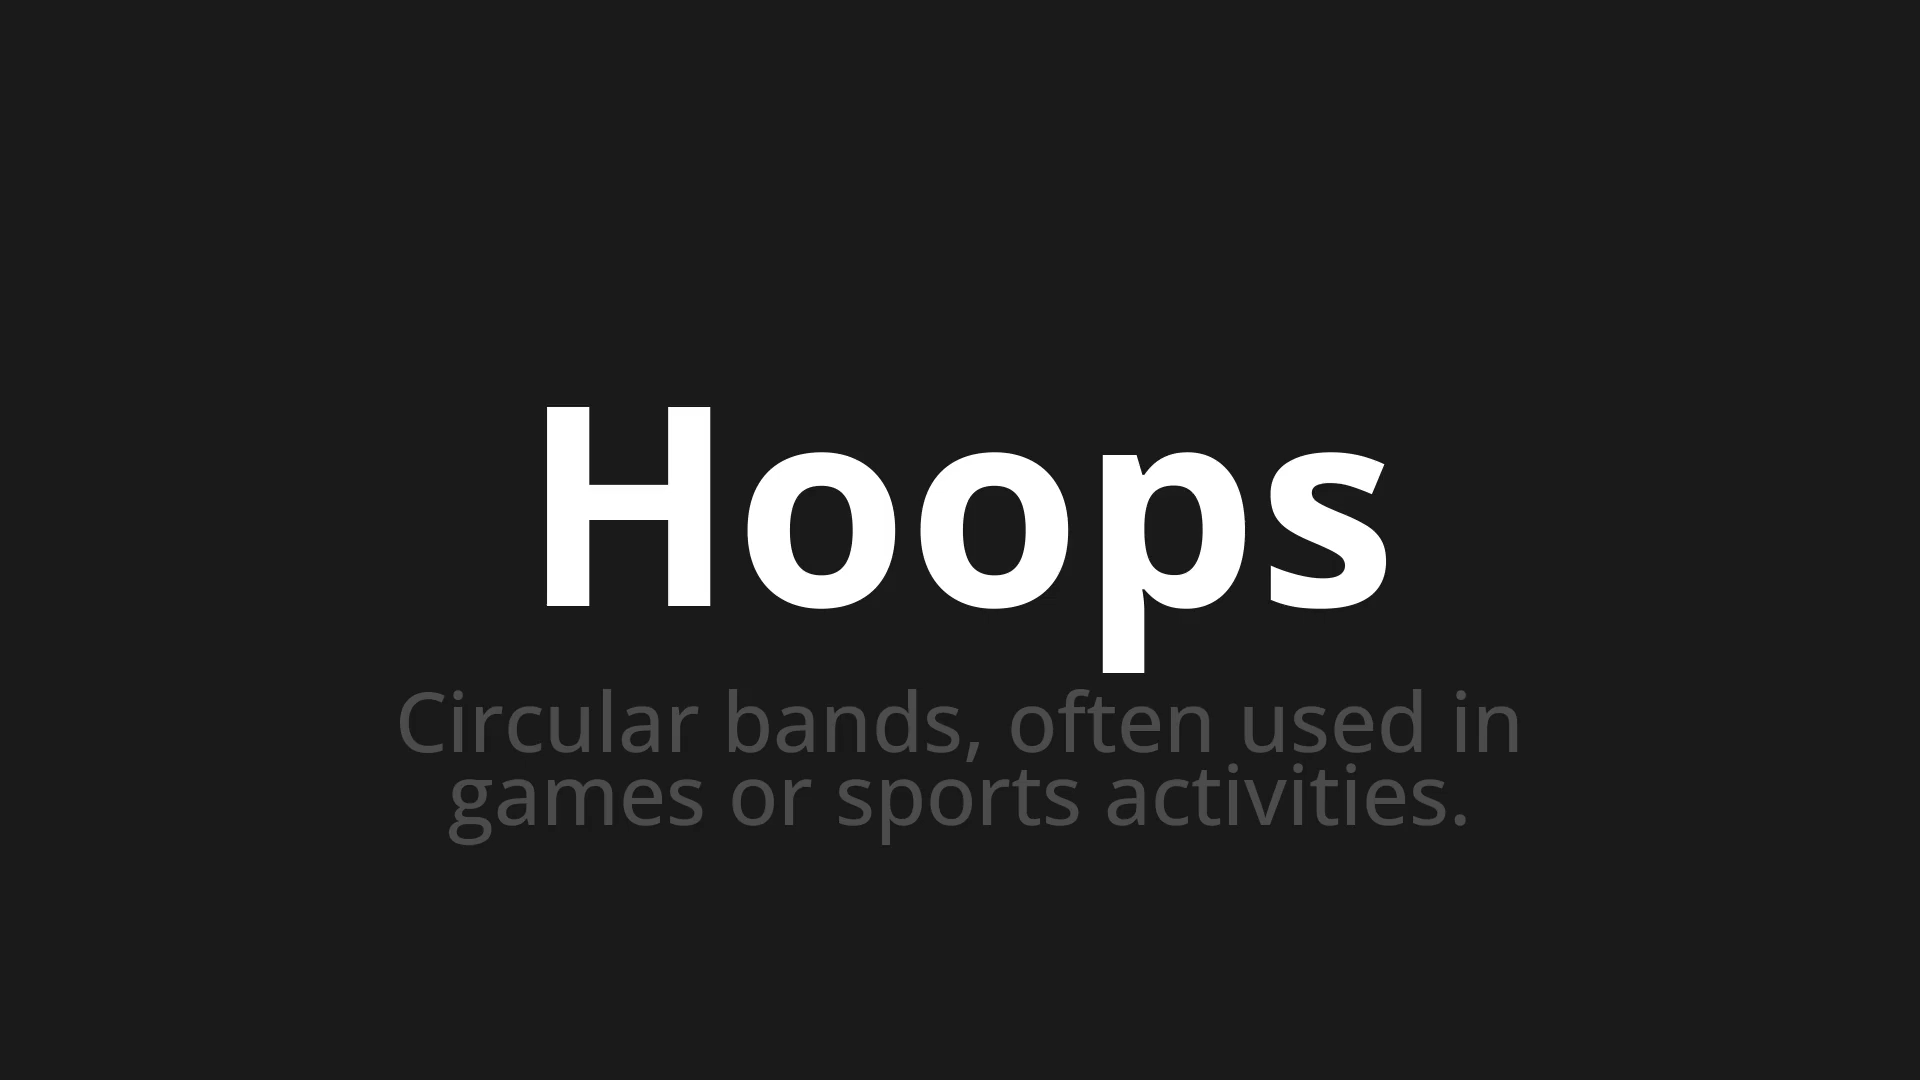 Hoops
Circular bands, often used in
games or sports activities.